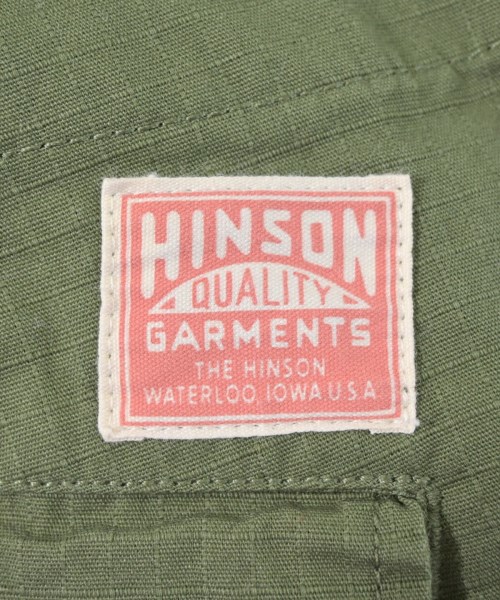 HINSON
QUALITY
GARMENTS
THE HINSON
WATERLOO, IOWA U.S.A